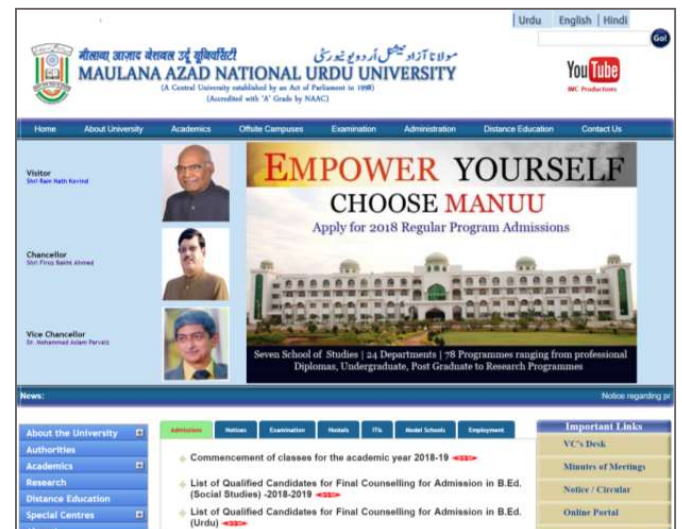 Urdu English | Hindi
Go!
मौलाना आज़ाद नेशनल उर्दू यूनिवर्सिटी
مولانا آزاد نیشنل اُردو یونیورسٹی
MAULANA AZAD NATIONAL URDU UNIVERSITY
(A Central University established by an Act of Parliament in 1998)
(Accredited with 'A' Grade by NAAC)
You Tube
IMC Productions
Home About University Academics Offsite Campuses Examination Administration Distance Education Contact Us
Visitor
Shri Ram Nath Kovind
Chancellor
Shri Firoz Bakht Ahmed
Vice Chancellor
Dr. Mohammad Aslam Parvaiz
EMPOWER YOURSELF
CHOOSE MANUU
Apply for 2018 Regular Program Admissions
Seven School of Studies | 24 Departments | 78 Programmes ranging from professional
Diplomas, Undergraduate, Post Graduate to Research Programmes
News: Notice regarding pr
About the University
Authorities
Academics
Research
Distance Education
Special Centres
Admissions Notices Examination Hostels ITIs Model Schools Employment
Commencement of classes for the academic year 2018-19
List of Qualified Candidates for Final Counselling for Admission in B.Ed.
(Social Studies) -2018-2019
List of Qualified Candidates for Final Counselling for Admission in B.Ed.
(Urdu)
Important Links
VC's Desk
Minutes of Meetings
Notice / Circular
Online Portal